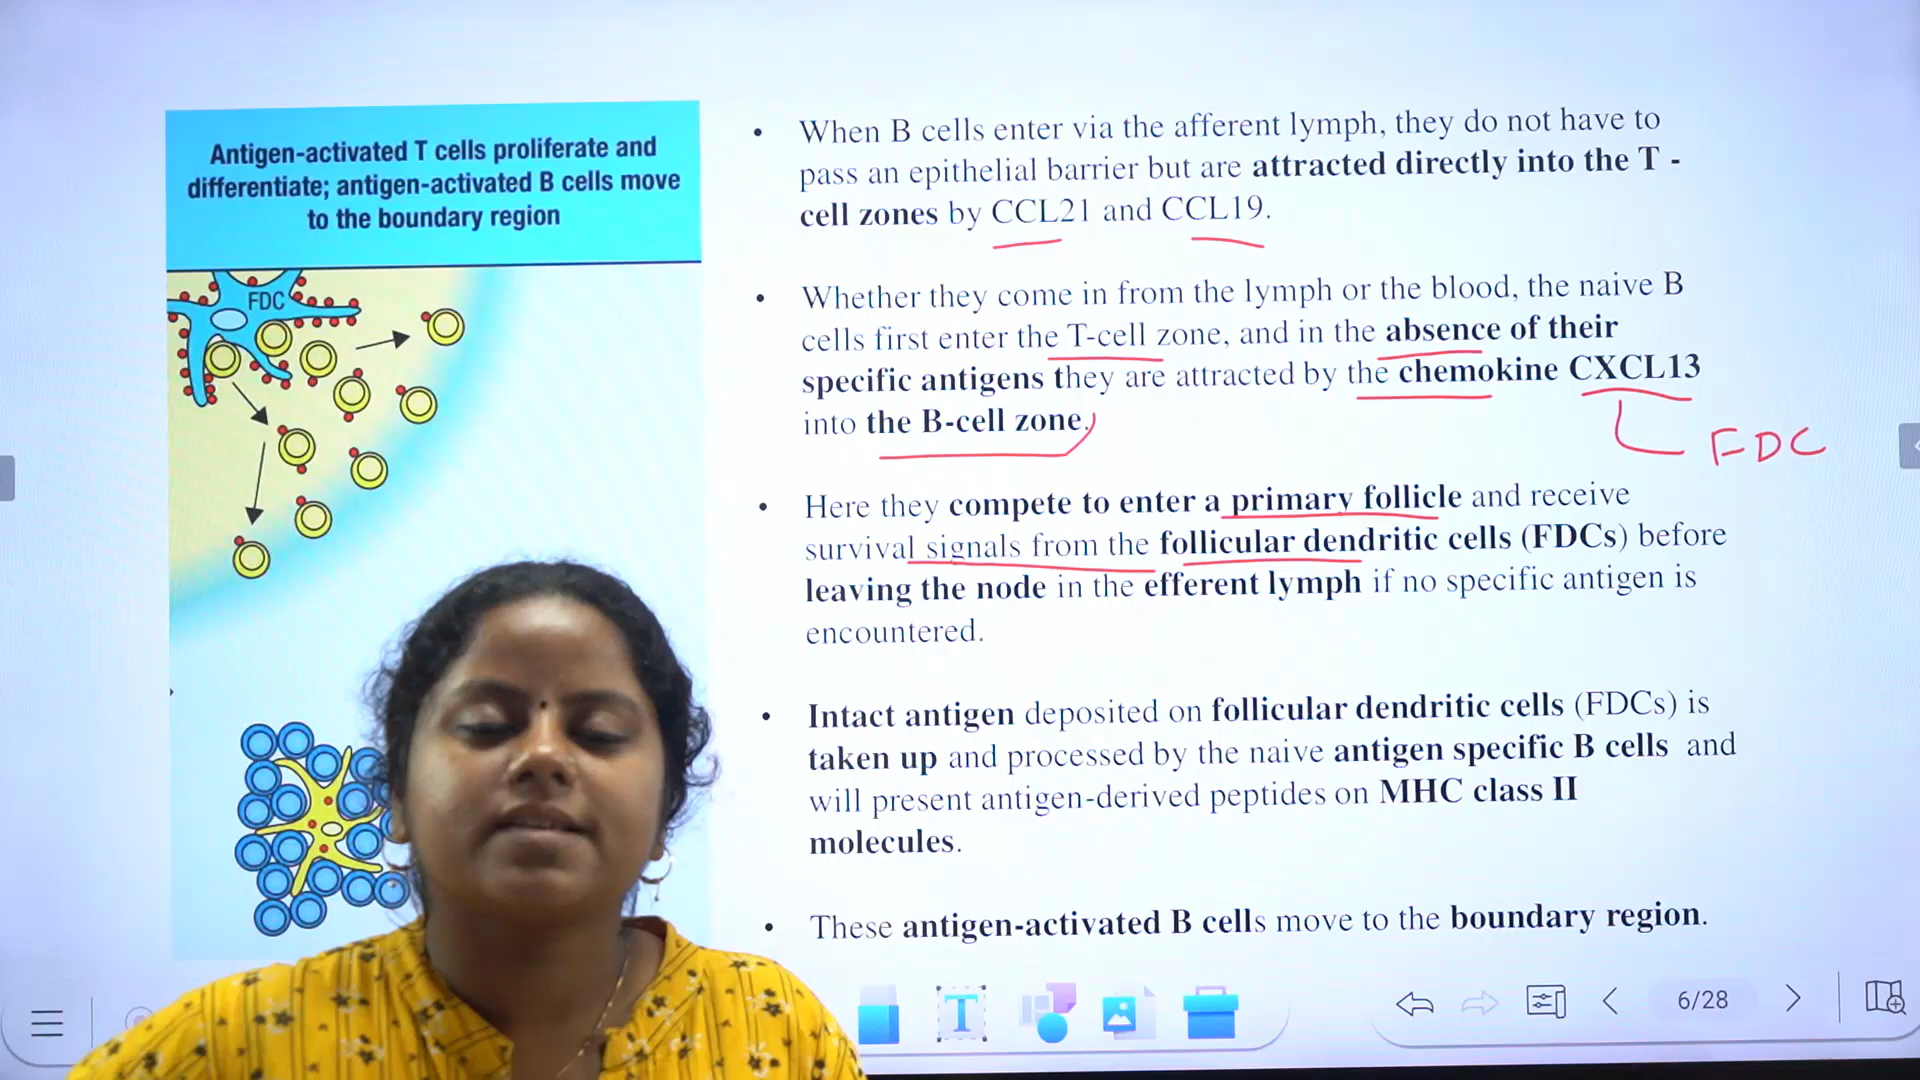 Antigen-activated T cells proliferate and
differentiate; antigen-activated B cells move
to the boundary region
FDC
• When B cells enter via the afferent lymph, they do not have to
pass an epithelial barrier but are attracted directly into the T -
cell zones by CCL21 and CCL19.
• Whether they come in from the lymph or the blood, the naive B
cells first enter the T-cell zone, and in the absence of their
specific antigens they are attracted by the chemokine CXCL13
into the B-cell zone.
FDC
• Here they compete to enter a primary follicle and receive
survival signals from the follicular dendritic cells (FDCs) before
leaving the node in the efferent lymph if no specific antigen is
encountered.
• Intact antigen deposited on follicular dendritic cells (FDCs) is
taken up and processed by the naive antigen specific B cells and
will present antigen-derived peptides on MHC class II
molecules.
• These antigen-activated B cells move to the boundary region.
T
6/28